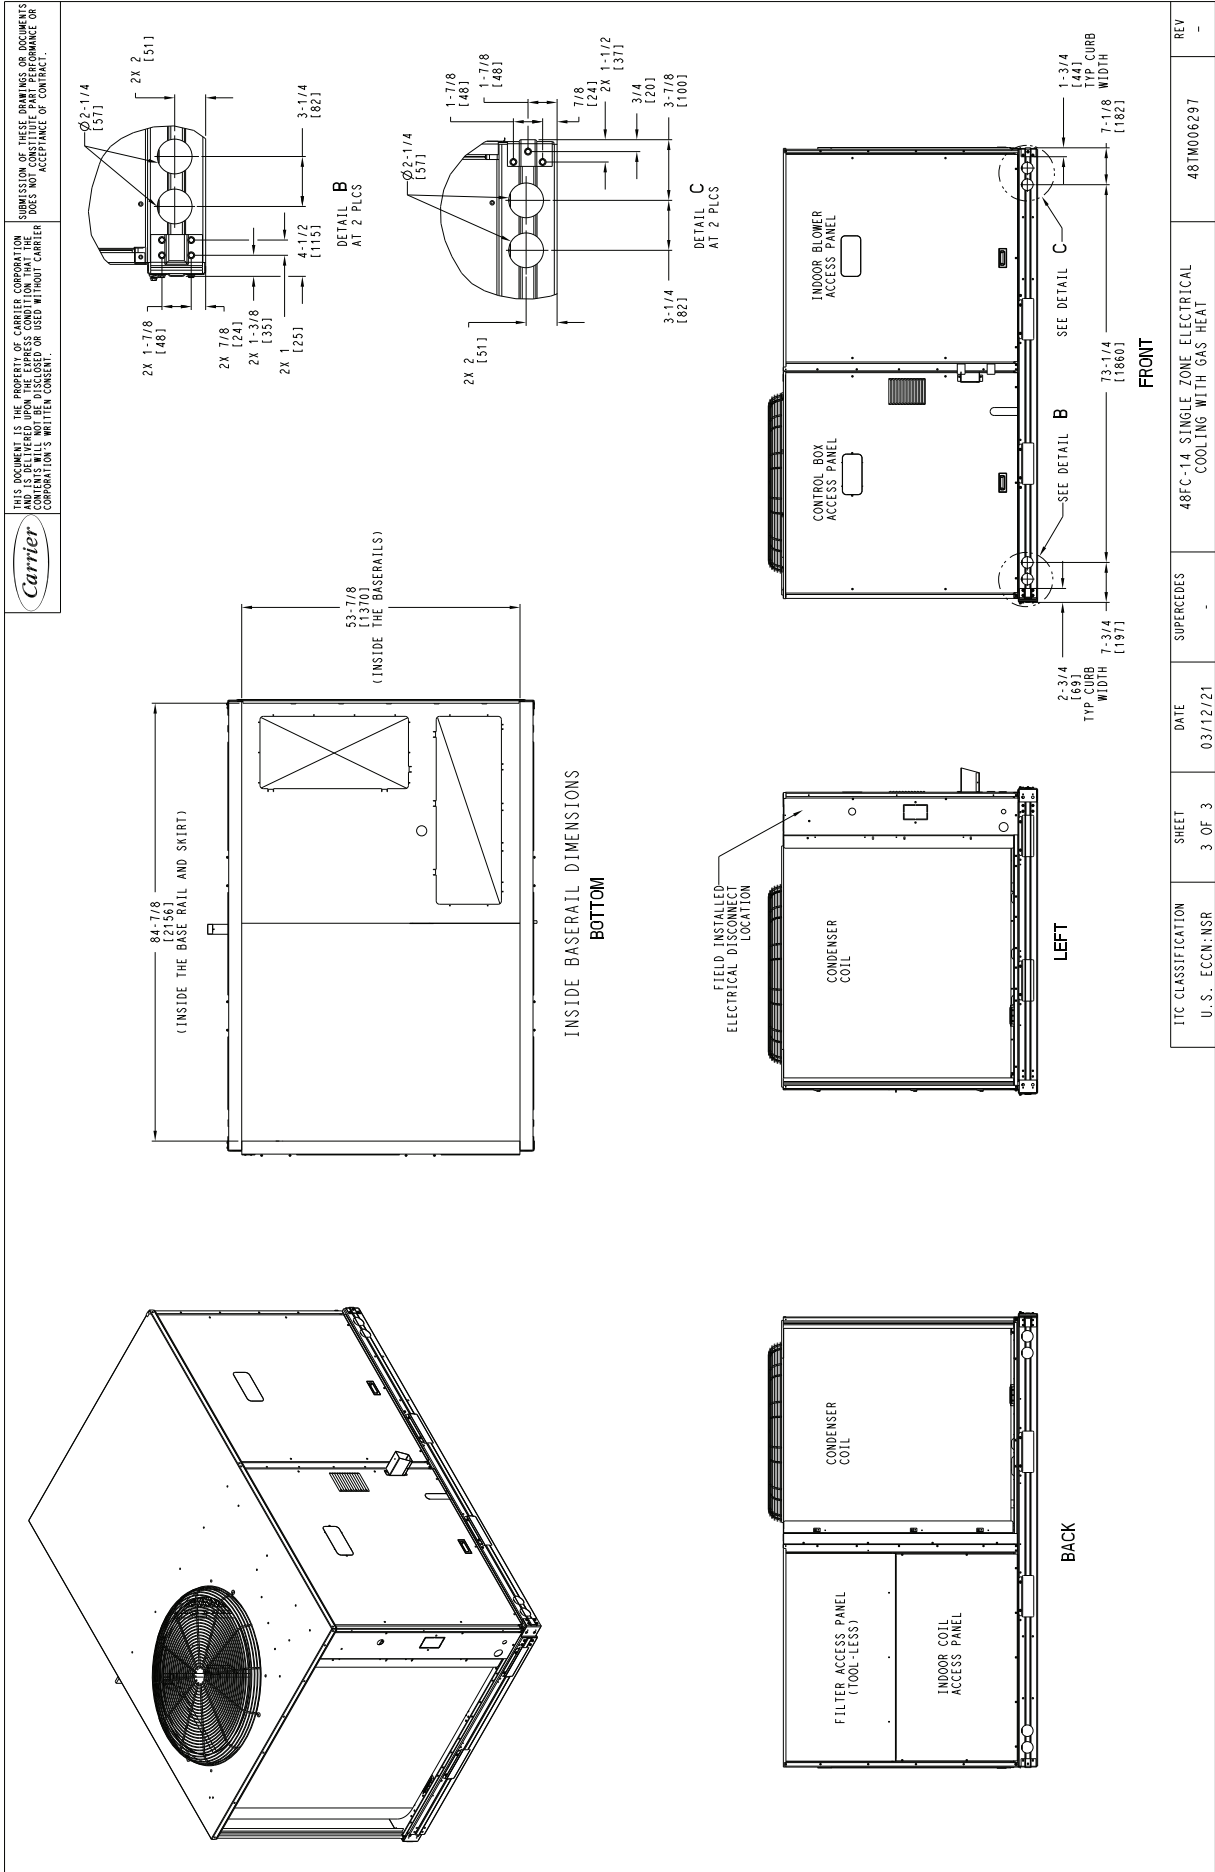 Carrier
THIS DOCUMENT IS THE PROPERTY OF CARRIER CORPORATION
AND IS DELIVERED UPON THE EXPRESS CONDITION THAT THE
CONTENTS WILL NOT BE DISCLOSED OR USED WITHOUT CARRIER
CORPORATION'S WRITTEN CONSENT.
SUBMISSION OF THESE DRAWINGS OR DOCUMENTS
DOES NOT CONSTITUTE PART PERFORMANCE OR
ACCEPTANCE OF CONTRACT.
84-7/8
[2156]
(INSIDE THE BASE RAIL AND SKIRT)
53-7/8
[1370]
(INSIDE THE BASERAILS)
INSIDE BASERAIL DIMENSIONS
BOTTOM
Ø2-1/4
[57]
2X 2
[51]
2X 1-7/8
[48]
2X 7/8
[24]
2X 1-3/8
[35]
2X 1
[25]
4-1/2
[115]
3-1/4
[82]
DETAIL B
AT 2 PLCS
Ø2-1/4
[57]
1-7/8
[48]
1-7/8
[48]
7/8
[24]
2X 1-1/2
[37]
3/4
[20]
3-7/8
[100]
2X 2
[51]
3-1/4
[82]
DETAIL C
AT 2 PLCS
FILTER ACCESS PANEL
(TOOL-LESS)
INDOOR COIL
ACCESS PANEL
CONDENSER
COIL
BACK
FIELD INSTALLED
ELECTRICAL DISCONNECT
LOCATION
CONDENSER
COIL
LEFT
CONTROL BOX
ACCESS PANEL
INDOOR BLOWER
ACCESS PANEL
SEE DETAIL B
SEE DETAIL C
2-3/4
[69]
TYP CURB
WIDTH
7-3/4
[197]
73-1/4
[1860]
1-3/4
[44]
TYP CURB
WIDTH
7-1/8
[182]
FRONT
ITC CLASSIFICATION
U.S. ECCN:NSR
SHEET
3 OF 3
DATE
03/12/21
SUPERCEDES
-
48FC-14 SINGLE ZONE ELECTRICAL
COOLING WITH GAS HEAT
48TM006297
REV
-